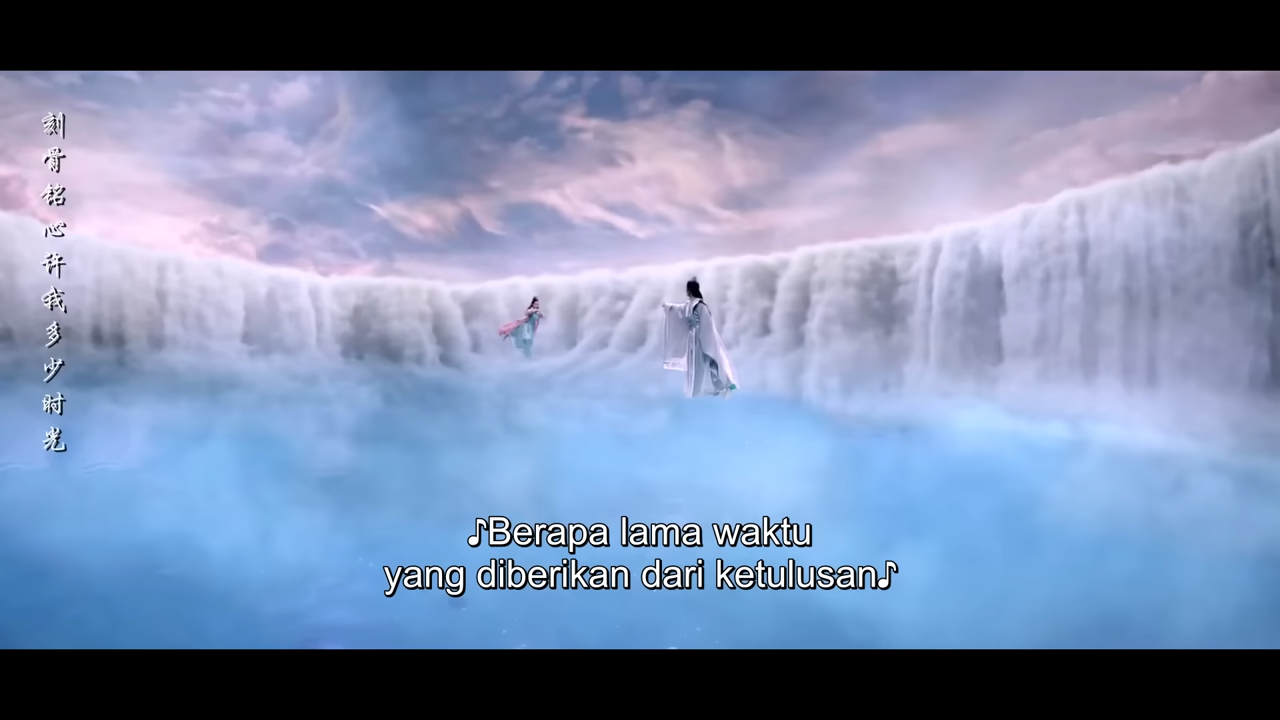 刻骨铭心许我多少时光
♪Berapa lama waktu
yang diberikan dari ketulusan♪